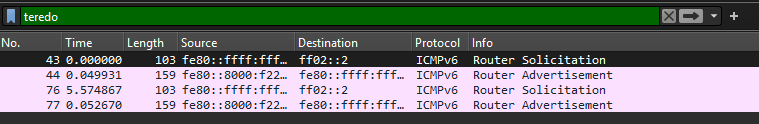 teredo
No. Time Length Source Destination Protocol Info
43 0.000000 103 fe80::ffff:fff… ff02::2 ICMPv6 Router Solicitation
44 0.049931 159 fe80::8000:f22… fe80::ffff:fff… ICMPv6 Router Advertisement
76 5.574867 103 fe80::ffff:fff… ff02::2 ICMPv6 Router Solicitation
77 0.052670 159 fe80::8000:f22… fe80::ffff:fff… ICMPv6 Router Advertisement